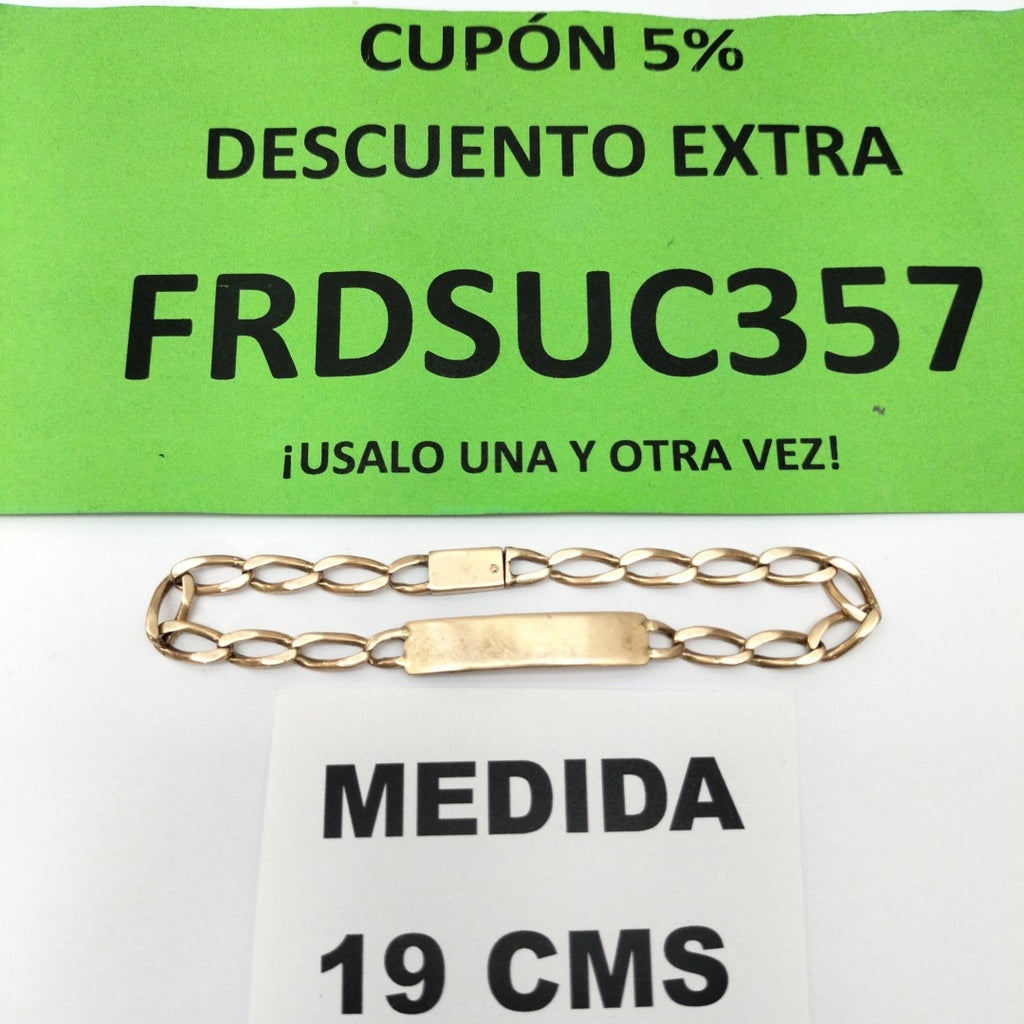 CUPÓN 5%
DESCUENTO EXTRA
FRDSUC357
¡USALO UNA Y OTRA VEZ!
MEDIDA
19 CMS